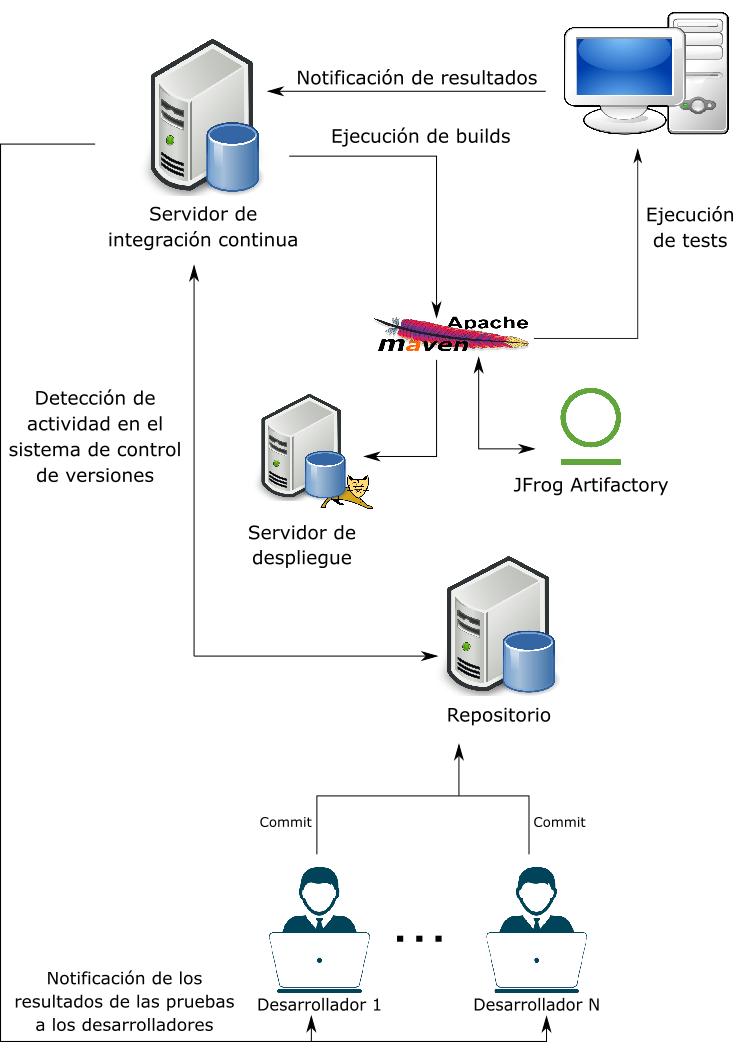 Notificación de resultados
Ejecución de builds
Servidor de
integración continua
Ejecución
de tests
Apache
maven
Detección de
actividad en el
sistema de control
de versiones
JFrog Artifactory
Servidor de
despliegue
Repositorio
Commit
Commit
...
Notificación de los
resultados de las pruebas
a los desarrolladores
Desarrollador 1
Desarrollador N